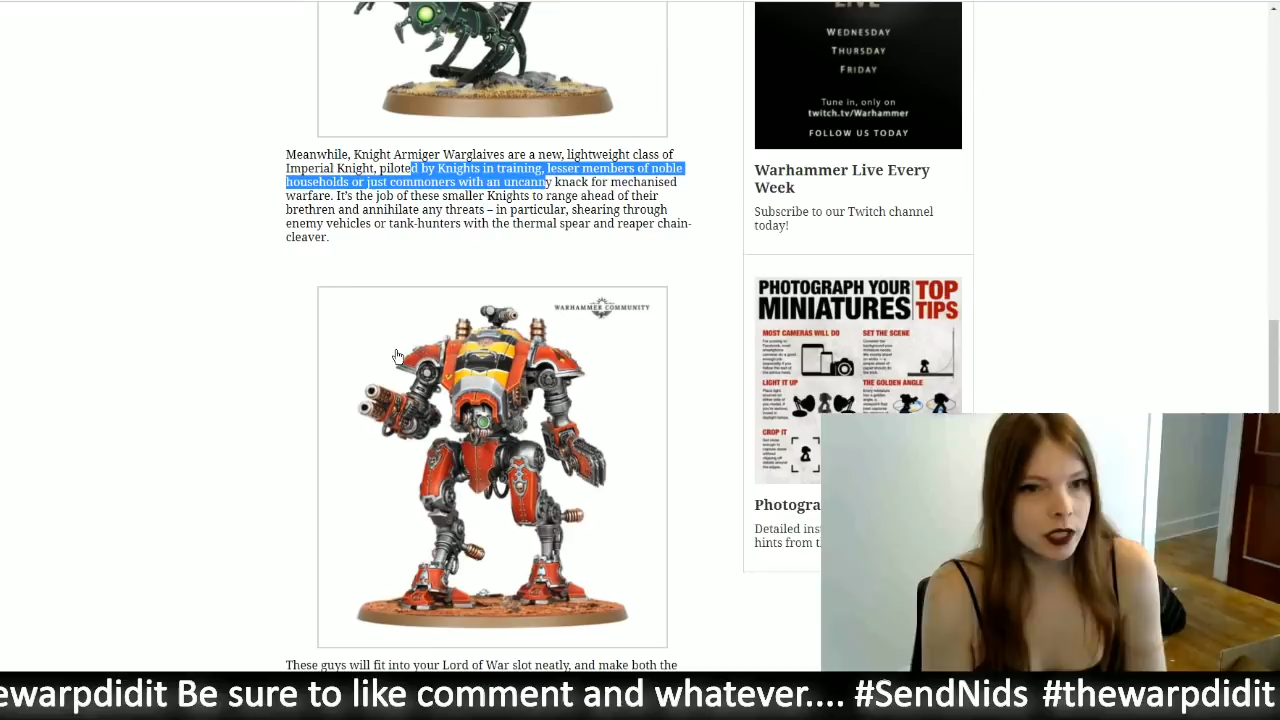 LIVE
WEDNESDAY
THURSDAY
FRIDAY
Tune in, only on
twitch.tv/Warhammer
FOLLOW US TODAY
Meanwhile, Knight Armiger Warglaives are a new, lightweight class of
Imperial Knight, piloted by Knights in training, lesser members of noble
households or just commoners with an uncanny knack for mechanised
warfare. It's the job of these smaller Knights to range ahead of their
brethren and annihilate any threats – in particular, shearing through
enemy vehicles or tank-hunters with the thermal spear and reaper chain-
cleaver.
Warhammer Live Every
Week
Subscribe to our Twitch channel
today!
WARHAMMER COMMUNITY
PHOTOGRAPH YOUR
MINIATURES
TOP
TIPS
MOST CAMERAS WILL DO
SET THE SCENE
LIGHT IT UP
THE GOLDEN ANGLE
CROP IT
Photogra
Detailed ins
hints from t
These guys will fit into your Lord of War slot neatly, and make both the
ewarpdidit Be sure to like comment and whatever.... #SendNids #thewarpdidit